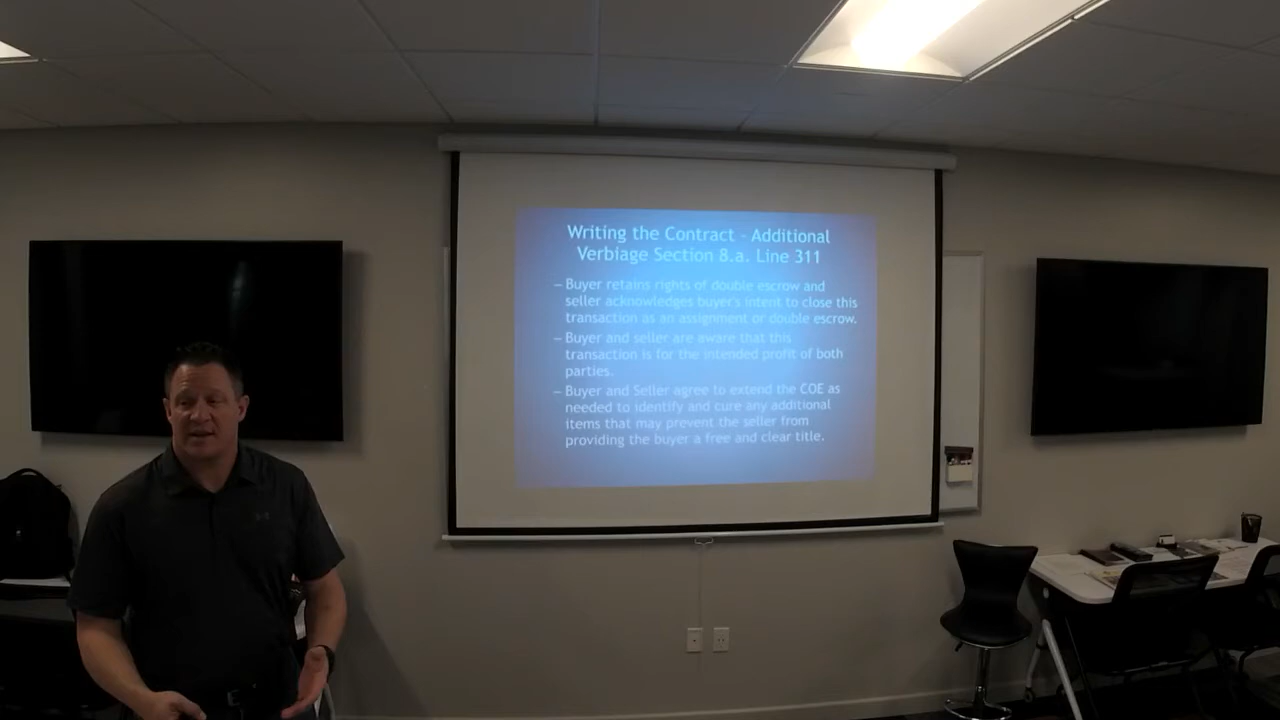 Writing the Contract - Additional
Verbiage Section 8.a. Line 311
– Buyer retains rights of double escrow and
seller acknowledges buyer's intent to close this
transaction as an assignment or double escrow.
– Buyer and seller are aware that this
transaction is for the intended profit of both
parties.
– Buyer and Seller agree to extend the COE as
needed to identify and cure any additional
items that may prevent the seller from
providing the buyer a free and clear title.